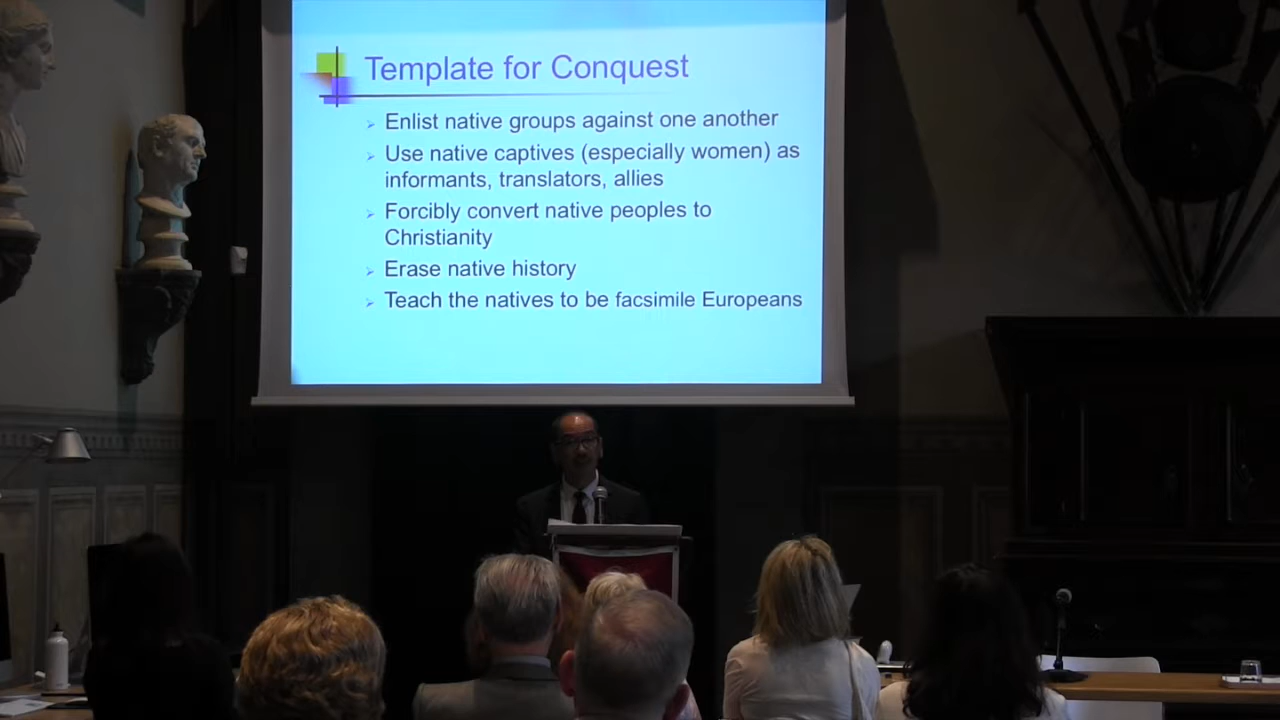 Template for Conquest
Enlist native groups against one another
Use native captives (especially women) as
informants, translators, allies
Forcibly convert native peoples to
Christianity
Erase native history
Teach the natives to be facsimile Europeans